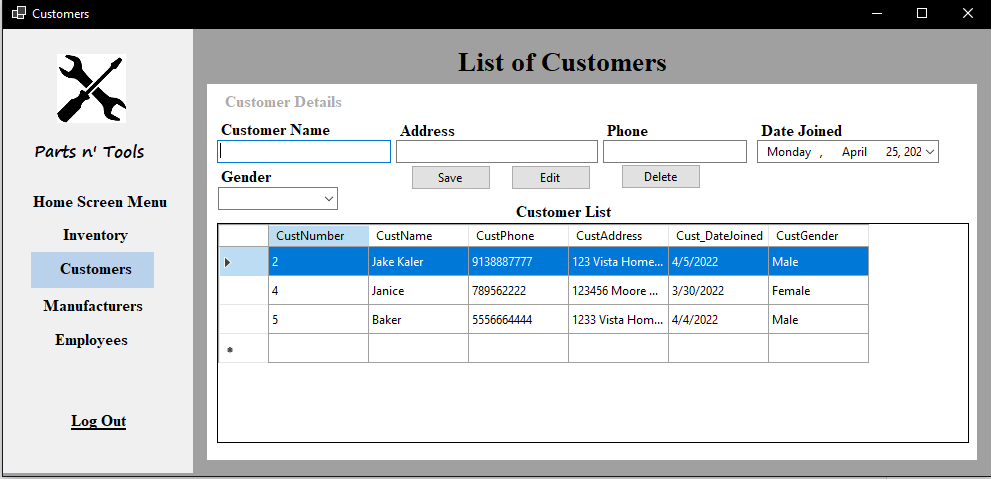 Customers
List of Customers
Parts n' Tools
Home Screen Menu
Inventory
Customers
Manufacturers
Employees
Log Out
Customer Details
Customer Name Address Phone Date Joined
Monday , April 25, 202
Gender Save Edit Delete
Customer List
CustNumber CustName CustPhone CustAddress Cust_DateJoined CustGender
2 Jake Kaler 9138887777 123 Vista Home... 4/5/2022 Male
4 Janice 789562222 123456 Moore ... 3/30/2022 Female
5 Baker 5556664444 1233 Vista Hom... 4/4/2022 Male